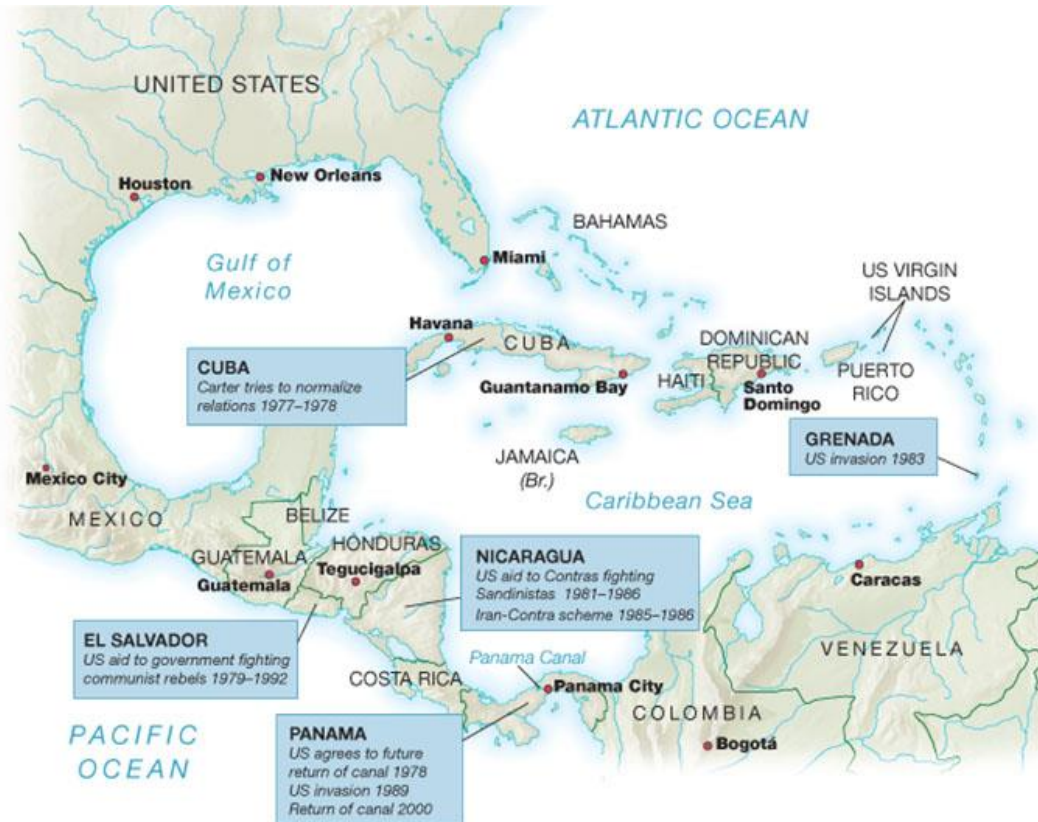 UNITED STATES
ATLANTIC OCEAN
Houston
New Orleans
BAHAMAS
Gulf of
Mexico
Miami
US VIRGIN
ISLANDS
Havana
CUBA
DOMINICAN
REPUBLIC
HAITI
PUERTO
RICO
Guantanamo Bay
Santo
Domingo
CUBA
Carter tries to normalize
relations 1977–1978
JAMAICA
(Br.)
GRENADA
US invasion 1983
Mexico City
MEXICO
Caribbean Sea
BELIZE
GUATEMALA
Guatemala
HONDURAS
Tegucigalpa
NICARAGUA
US aid to Contras fighting
Sandinistas 1981–1986
Iran-Contra scheme 1985–1986
Caracas
VENEZUELA
EL SALVADOR
US aid to government fighting
communist rebels 1979–1992
COSTA RICA
Panama Canal
Panama City
COLOMBIA
Bogotá
PACIFIC
OCEAN
PANAMA
US agrees to future
return of canal 1978
US invasion 1989
Return of canal 2000